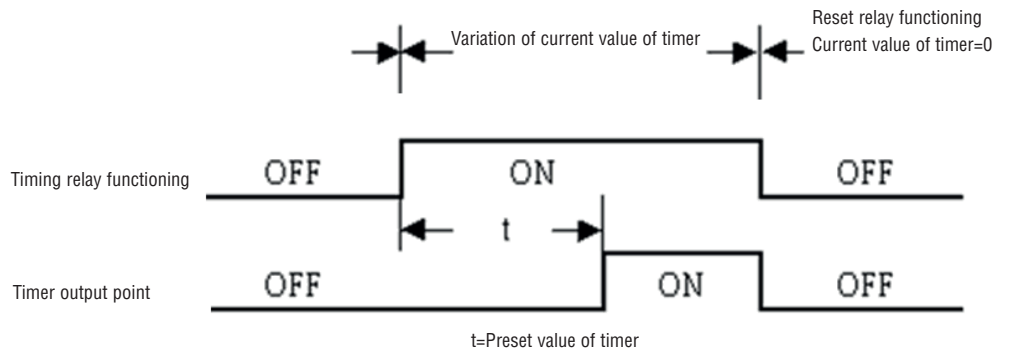 Reset relay functioning
Variation of current value of timer
Current value of timer=0
OFF ON OFF
Timing relay functioning
t
OFF ON OFF
Timer output point
t=Preset value of timer